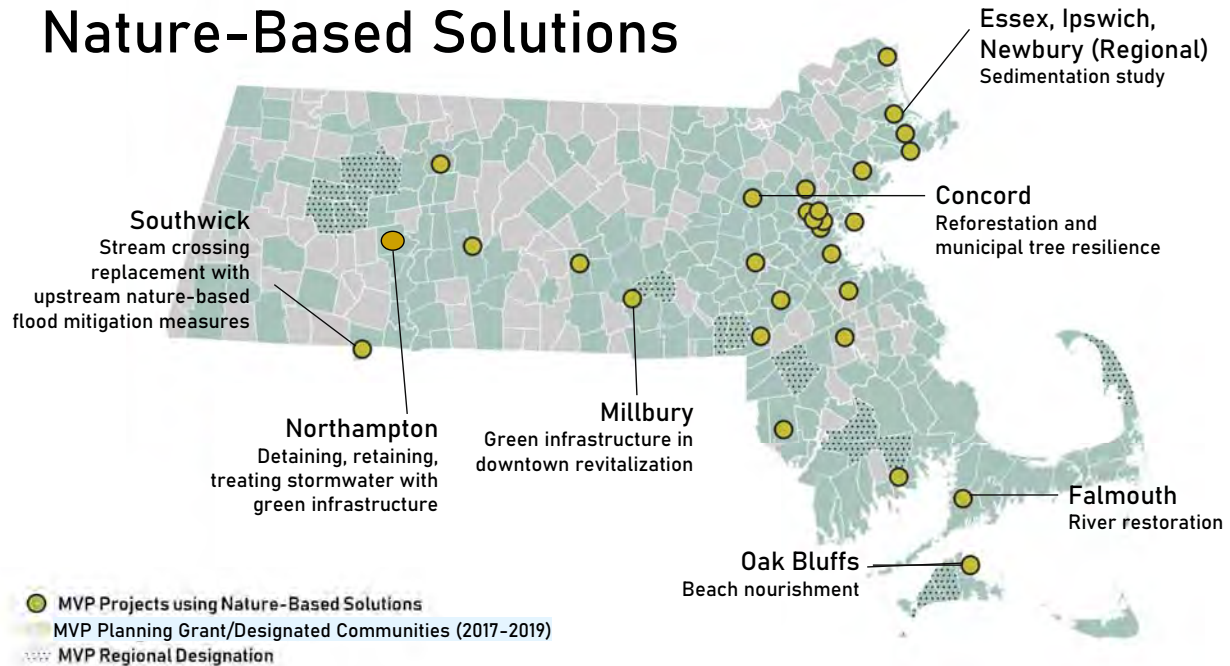 Nature-Based Solutions
Essex, Ipswich,
Newbury (Regional)
Sedimentation study
Concord
Reforestation and
municipal tree resilience
Southwick
Stream crossing
replacement with
upstream nature-based
flood mitigation measures
Northampton
Detaining, retaining,
treating stormwater with
green infrastructure
Millbury
Green infrastructure in
downtown revitalization
Falmouth
River restoration
Oak Bluffs
Beach nourishment
MVP Projects using Nature-Based Solutions
MVP Planning Grant/Designated Communities (2017-2019)
MVP Regional Designation